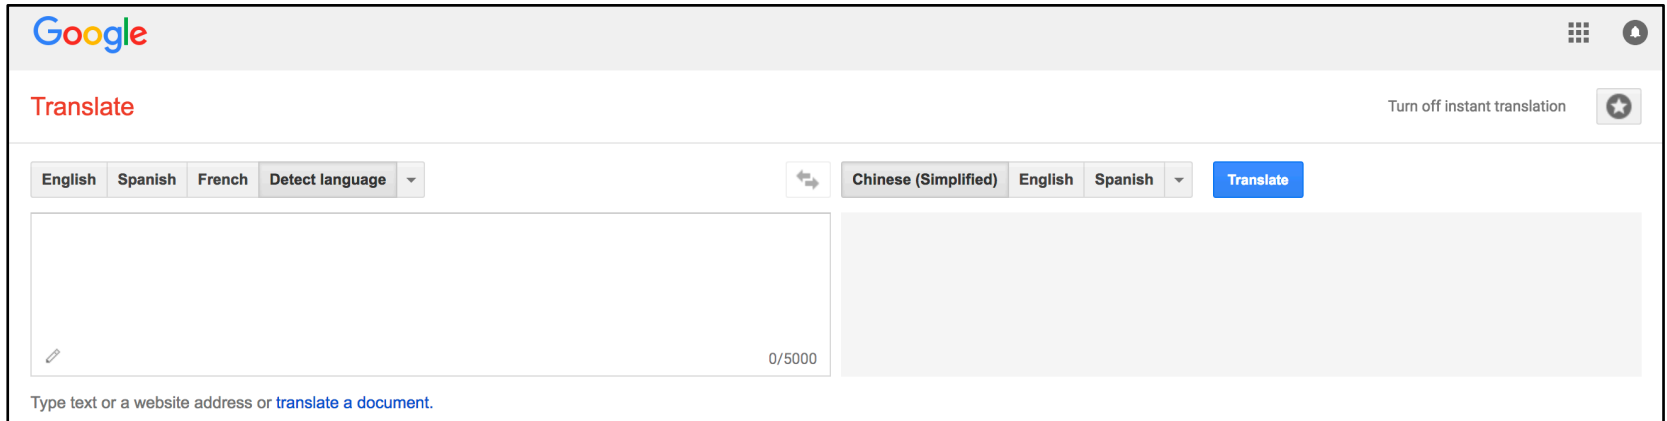 Google
Translate
Turn off instant translation
English Spanish French Detect language Chinese (Simplified) English Spanish Translate
0/5000
Type text or a website address or translate a document.